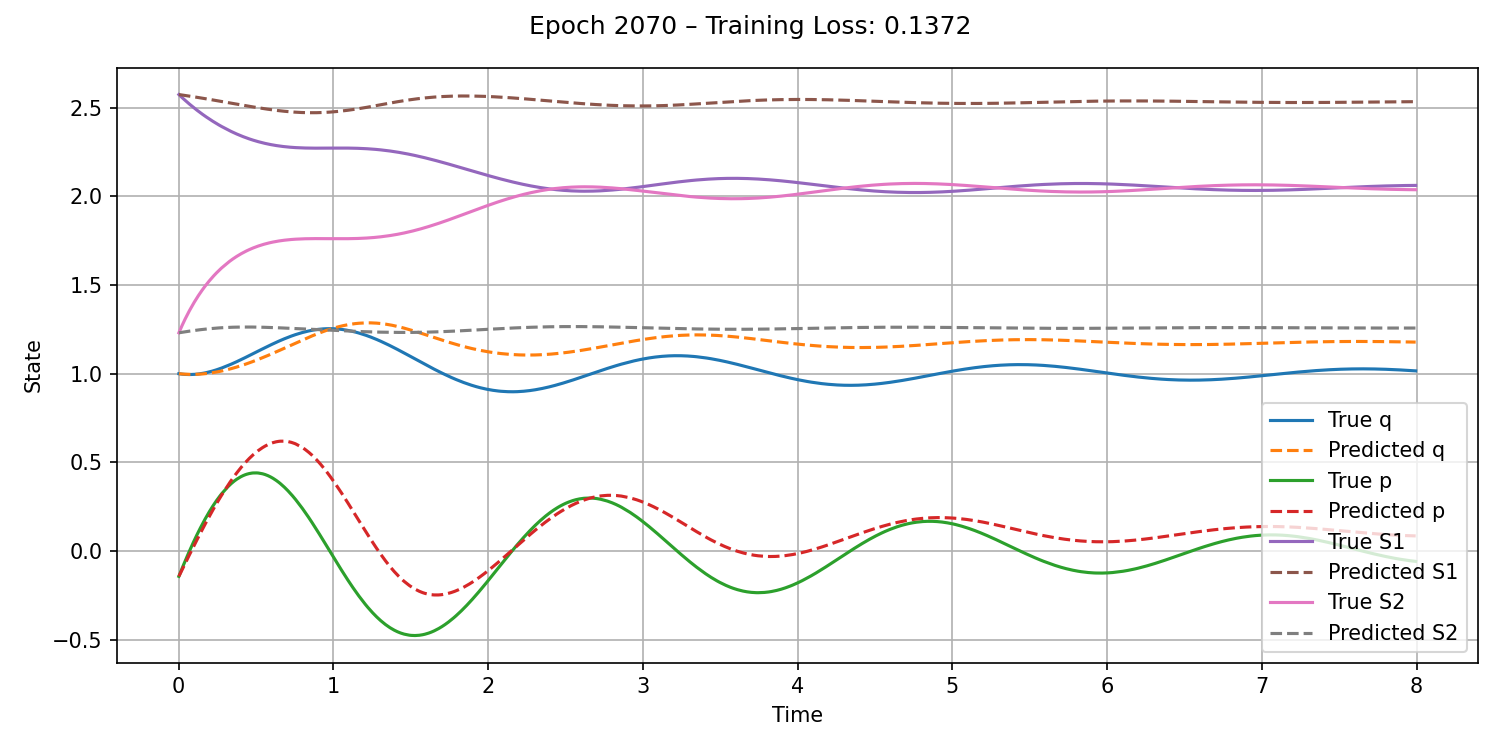 Epoch 2070 – Training Loss: 0.1372
State
2.5
2.0
1.5
1.0
0.5
0.0
−0.5
True q
Predicted q
True p
Predicted p
True S1
Predicted S1
True S2
Predicted S2
0 1 2 3 4 5 6 7 8
Time